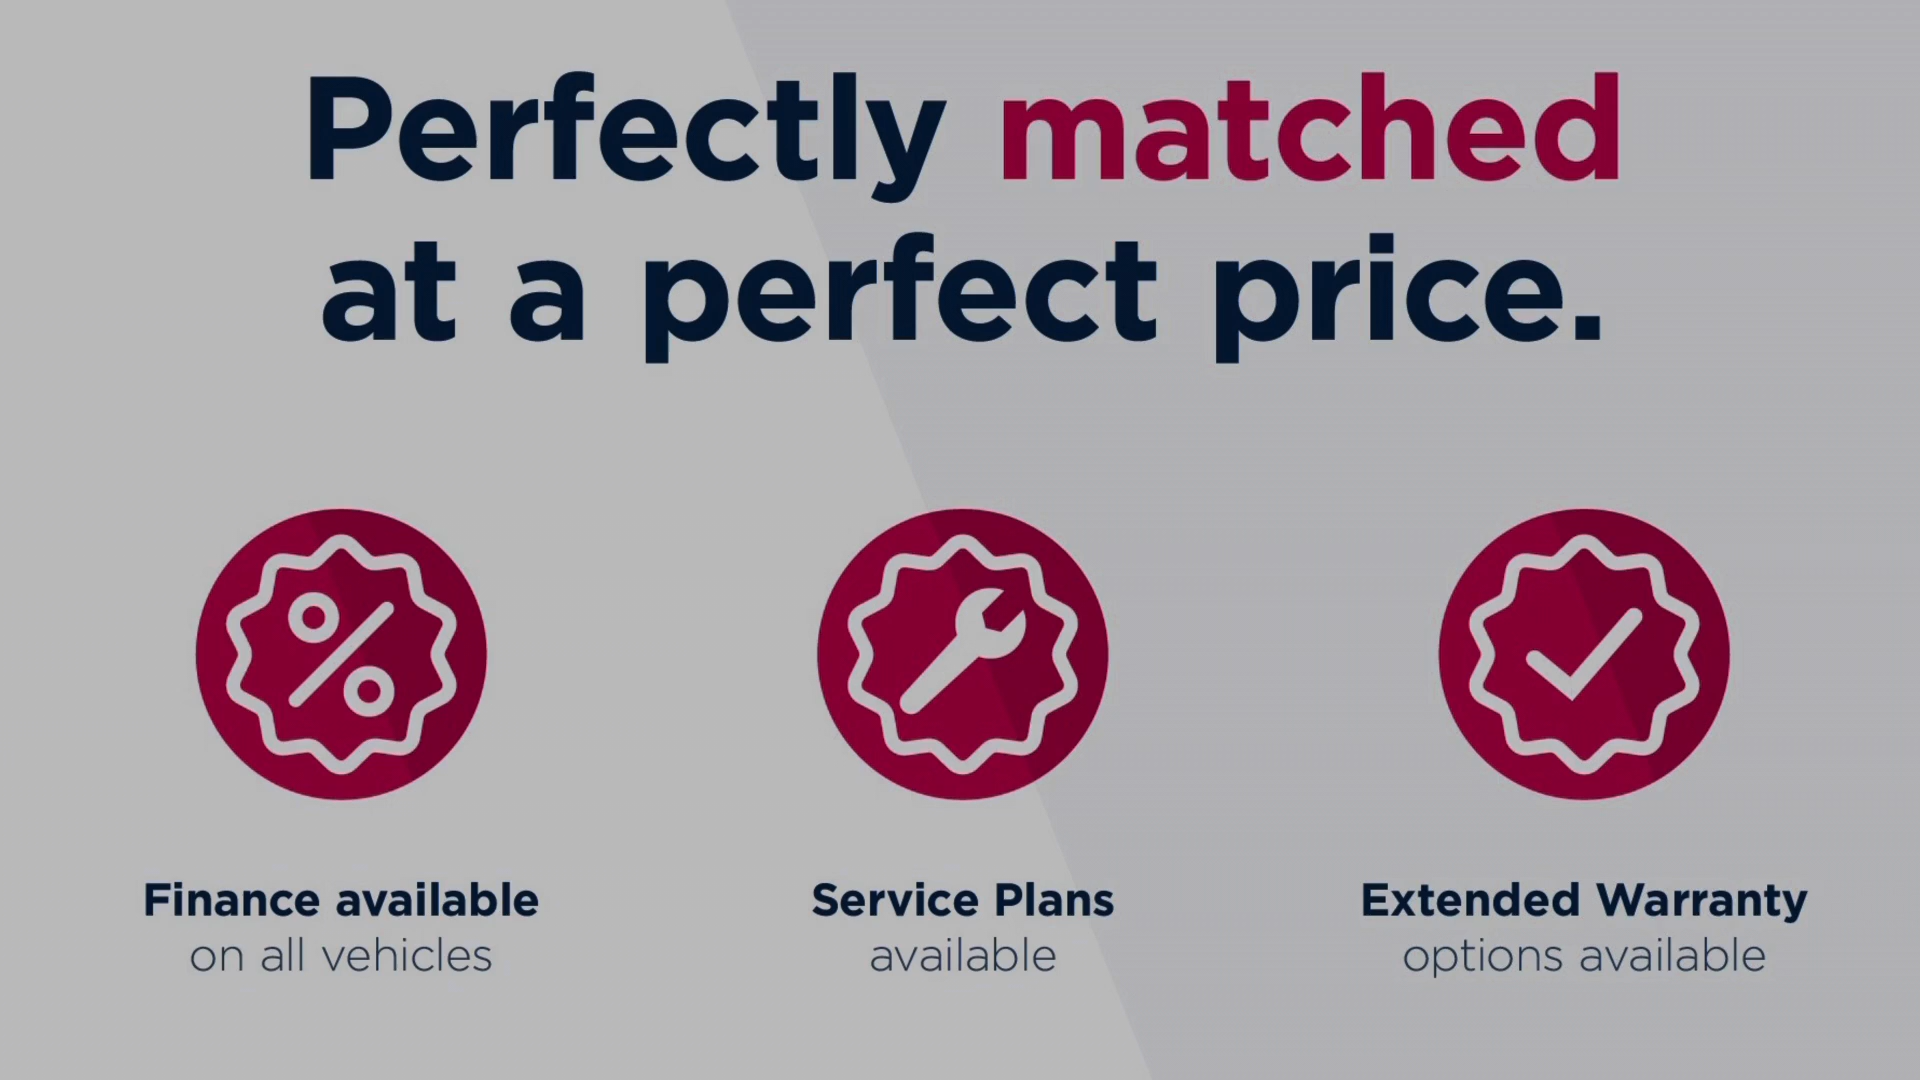 Perfectly matched
at a perfect price.
Finance available
on all vehicles
Service Plans
available
Extended Warranty
options available